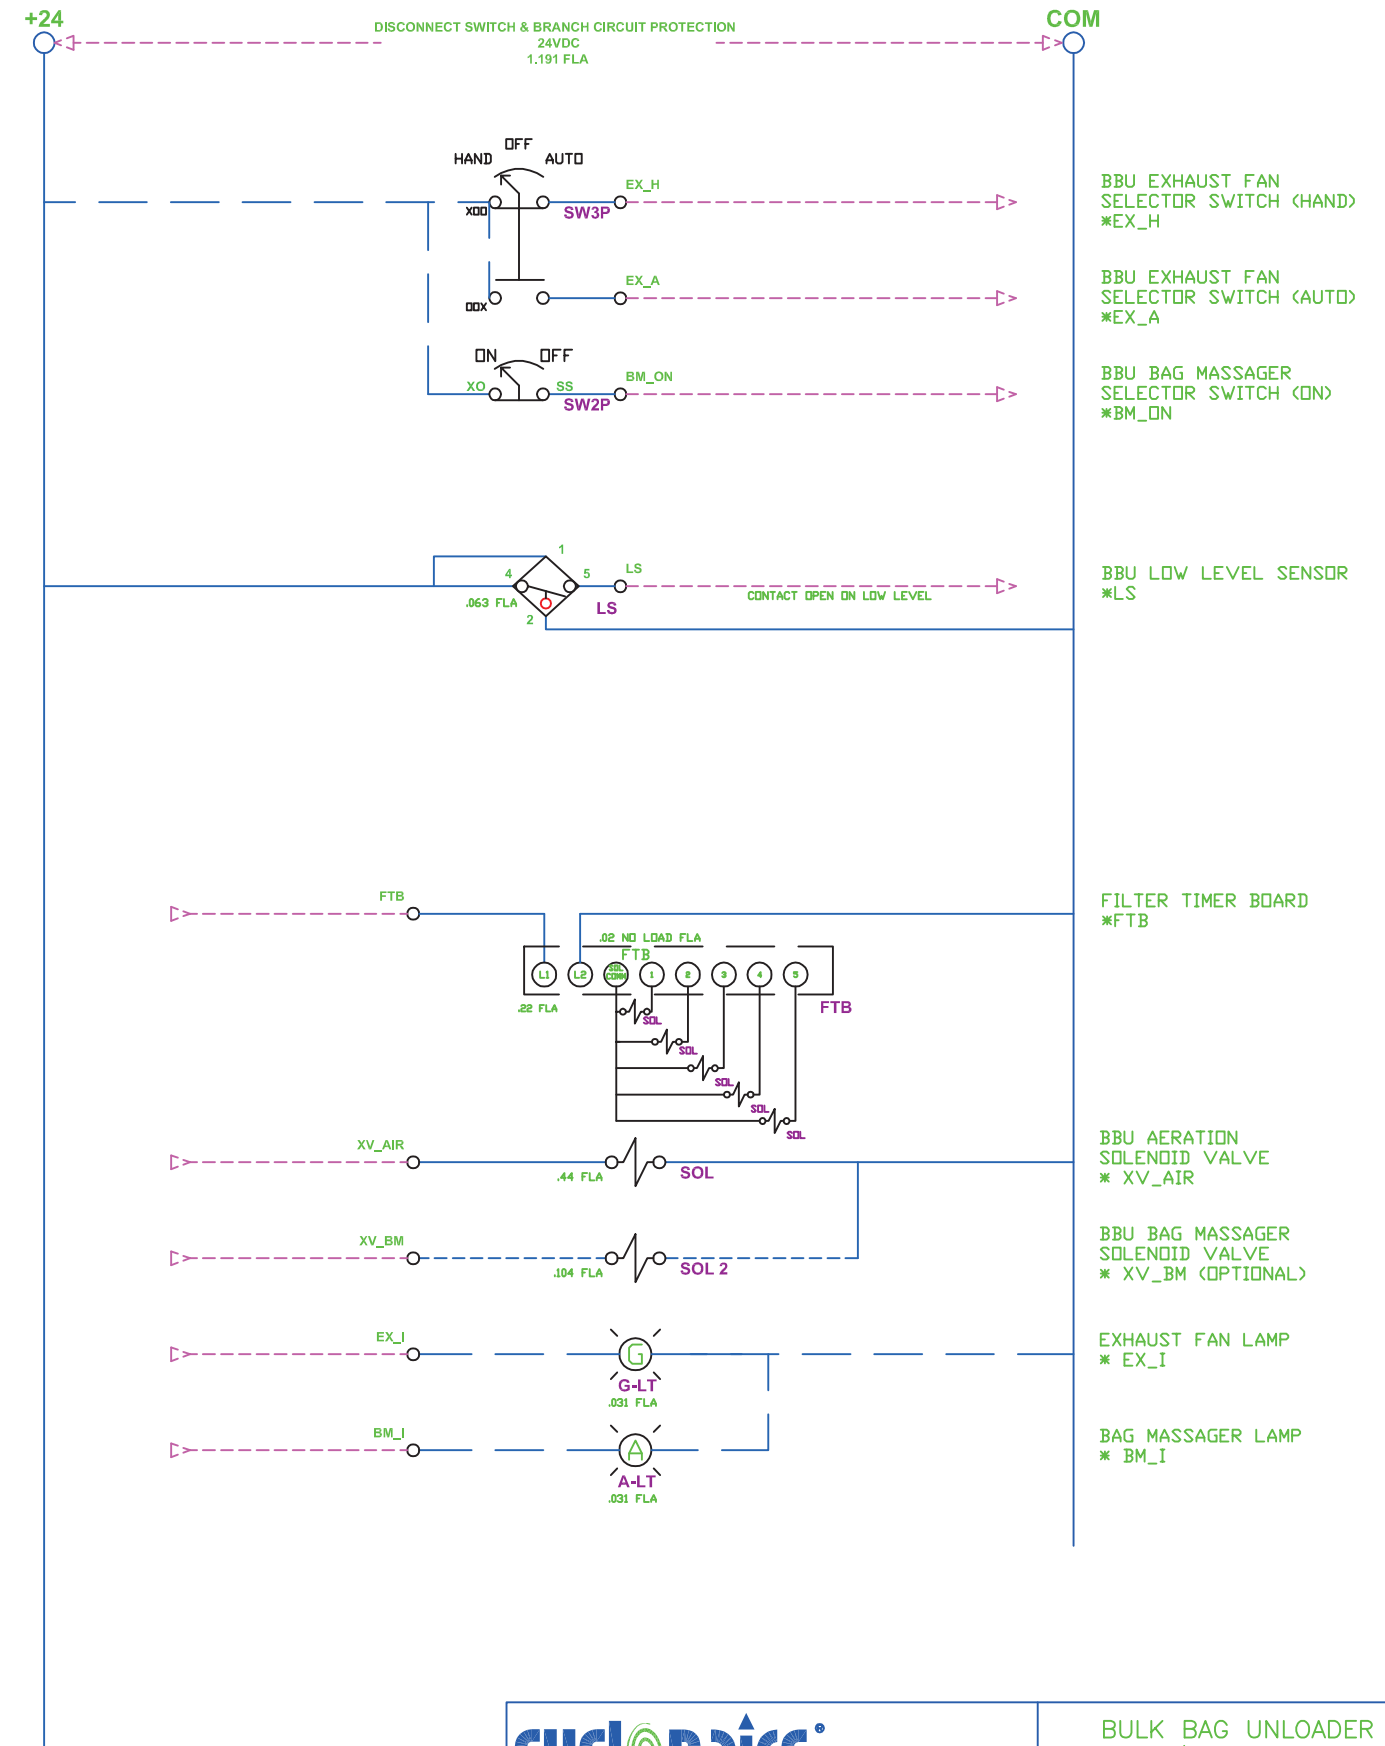 +24
COM
DISCONNECT SWITCH & BRANCH CIRCUIT PROTECTION
24VDC
1.191 FLA
OFF
HAND AUTO
EX_H
XOO
SW3P
BBU EXHAUST FAN
SELECTOR SWITCH (HAND)
*EX_H
EX_A
OOX
BBU EXHAUST FAN
SELECTOR SWITCH (AUTO)
*EX_A
ON OFF
XO SS BM_ON
SW2P
BBU BAG MASSAGER
SELECTOR SWITCH (ON)
*BM_ON
1
4 5 LS
.063 FLA
2
LS
CONTACT OPEN ON LOW LEVEL
BBU LOW LEVEL SENSOR
*LS
FTB
.02 NO LOAD FLA
FTB
L1 L2 SOL COMM 1 2 3 4 5
.22 FLA
FTB
SOL
SOL
SOL
SOL
SOL
FILTER TIMER BOARD
*FTB
XV_AIR
.44 FLA
SOL
BBU AERATION
SOLENOID VALVE
* XV_AIR
XV_BM
.104 FLA
SOL 2
BBU BAG MASSAGER
SOLENOID VALVE
* XV_BM (OPTIONAL)
EX_I
G
G-LT
.031 FLA
EXHAUST FAN LAMP
* EX_I
BM_I
A
A-LT
.031 FLA
BAG MASSAGER LAMP
* BM_I
BULK BAG UNLOADER